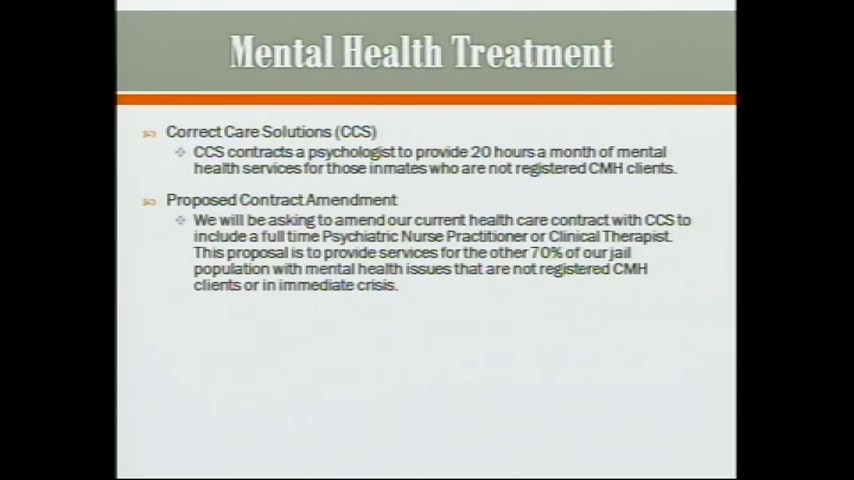 Mental Health Treatment
Correct Care Solutions (CCS)
CCS contracts a psychologist to provide 20 hours a month of mental
health services for those inmates who are not registered CMH clients.
Proposed Contract Amendment
We will be asking to amend our current health care contract with CCS to
include a full time Psychiatric Nurse Practitioner or Clinical Therapist.
This proposal is to provide services for the other 70% of our jail
population with mental health issues that are not registered CMH
clients or in immediate crisis.